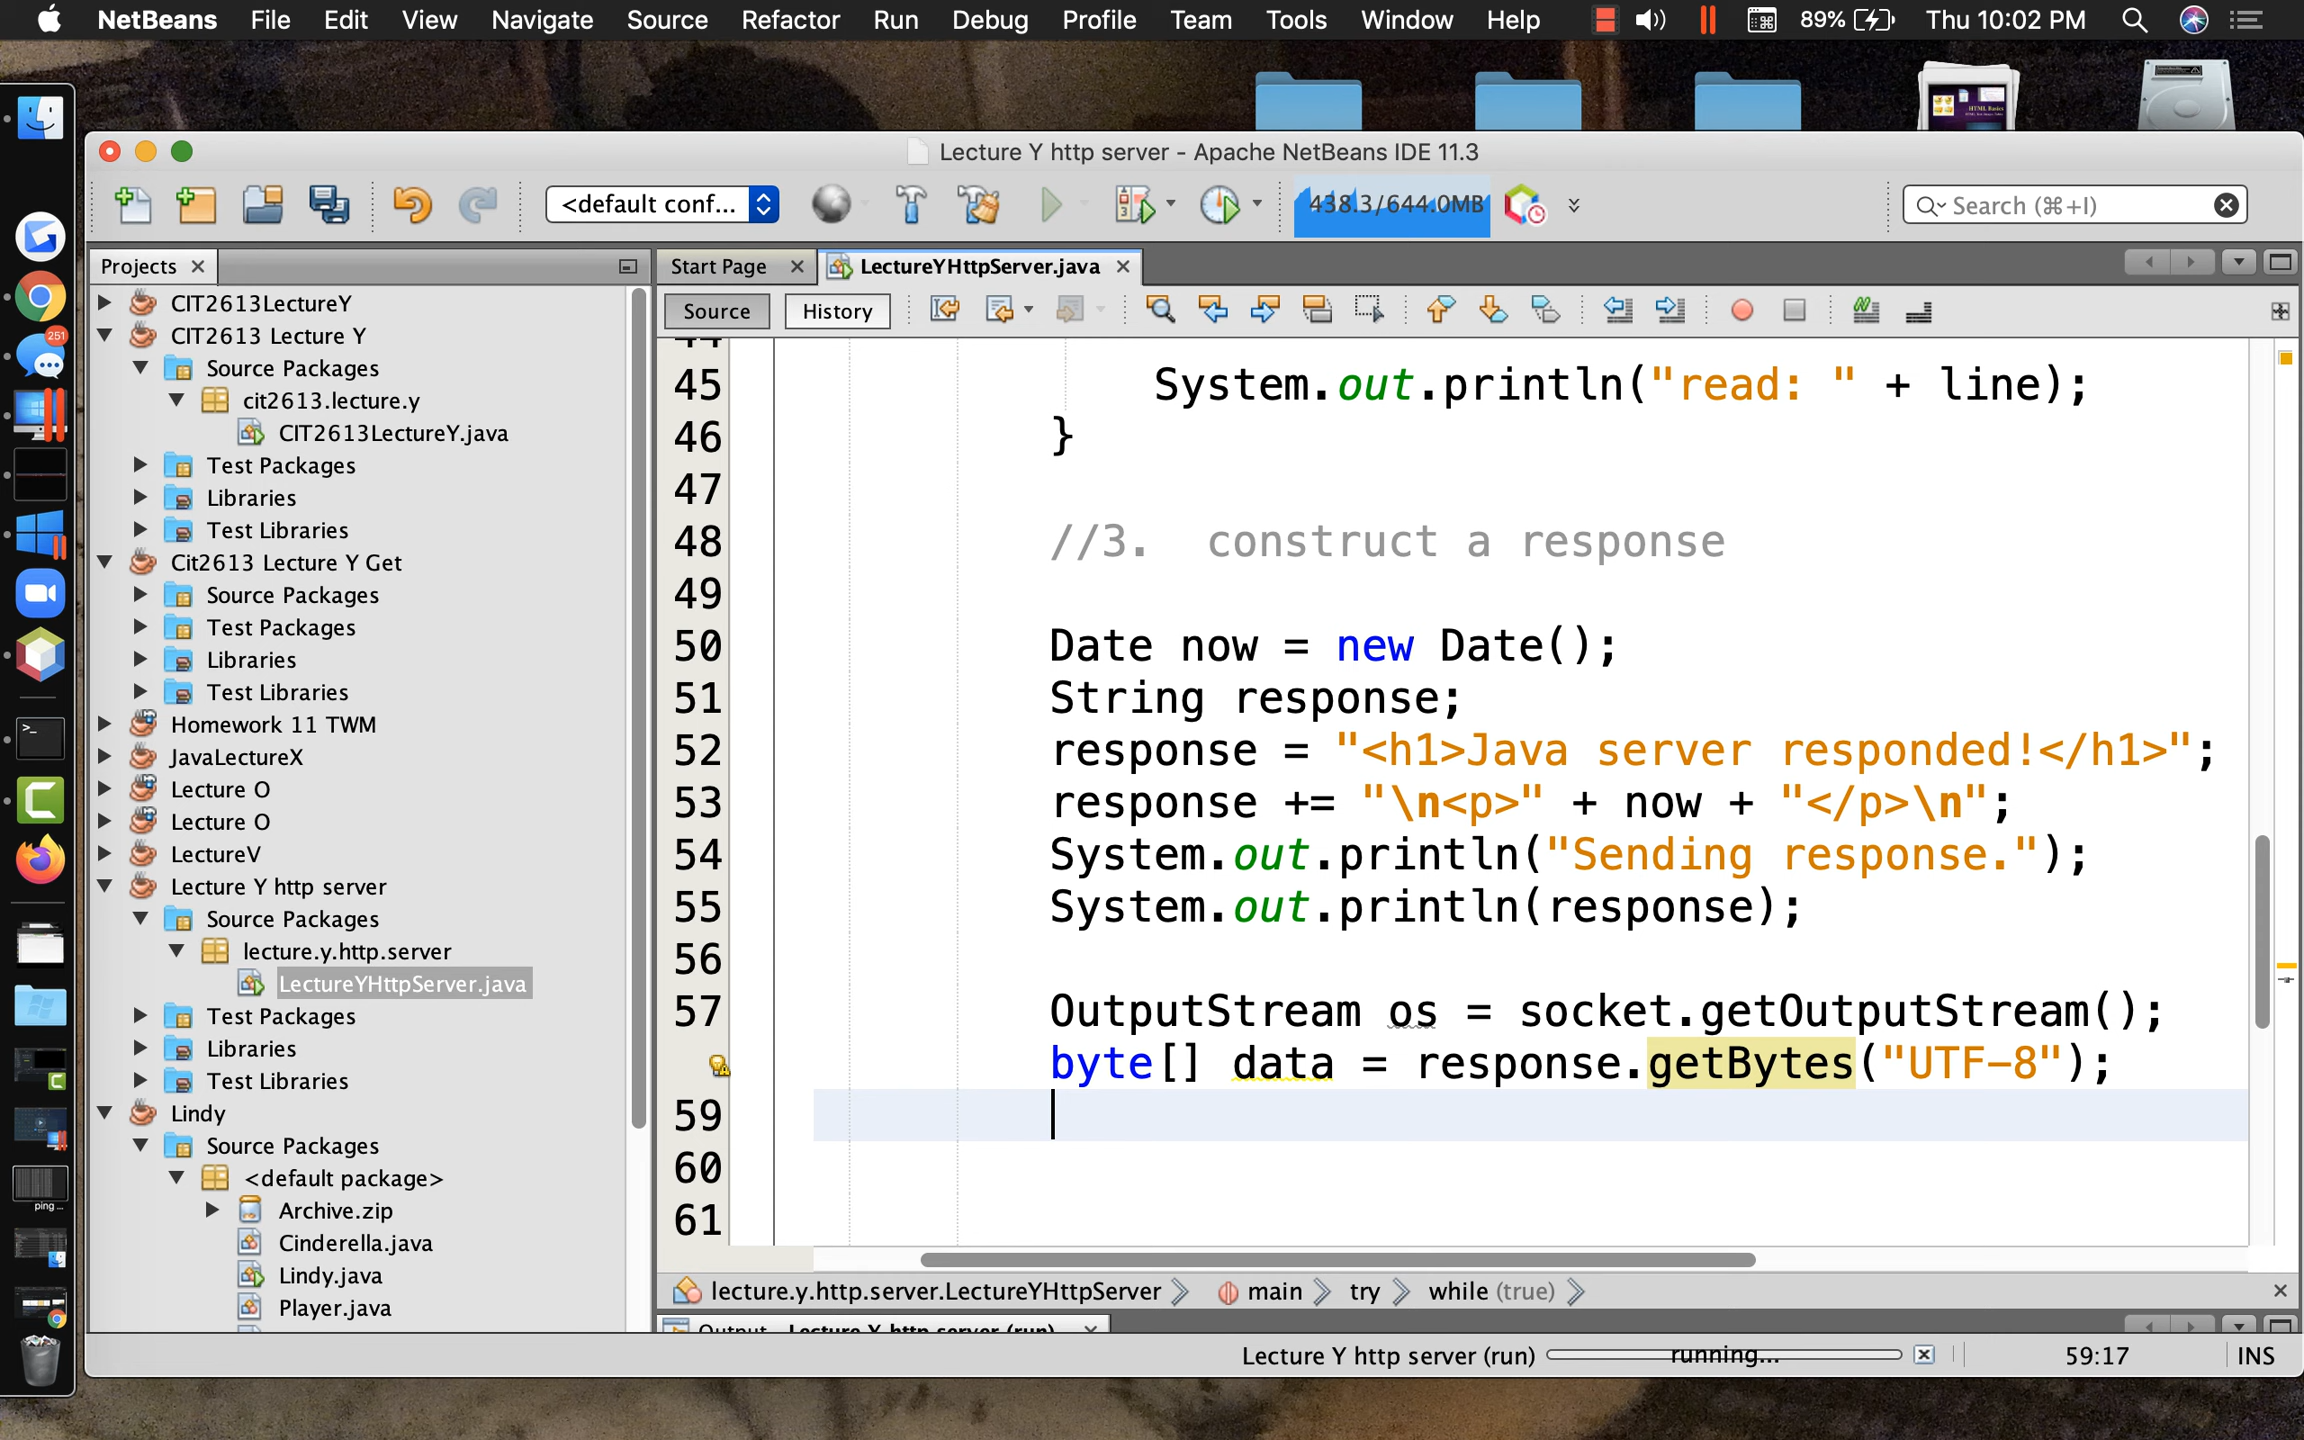 NetBeans File Edit View Navigate Source Refactor Run Debug Profile Team Tools Window Help 89% Thu 10:02 PM
Lecture Y http server - Apache NetBeans IDE 11.3
<default conf... 438.3/644.0MB Search (⌘+I)
Projects Start Page LectureYHttpServer.java
Source History
CIT2613LectureY
CIT2613 Lecture Y
Source Packages
cit2613.lecture.y
CIT2613LectureY.java
Test Packages
Libraries
Test Libraries
Cit2613 Lecture Y Get
Source Packages
Test Packages
Libraries
Test Libraries
Homework 11 TWM
JavaLectureX
Lecture O
Lecture O
LectureV
Lecture Y http server
Source Packages
lecture.y.http.server
LectureYHttpServer.java
Test Packages
Libraries
Test Libraries
Lindy
Source Packages
<default package>
Archive.zip
Cinderella.java
Lindy.java
Player.java
251
ping ...
44
45 System.out.println("read: " + line);
46 }
47
48 //3.  construct a response
49
50 Date now = new Date();
51 String response;
52 response = "<h1>Java server responded!</h1>";
53 response += "\n<p>" + now + "</p>\n";
54 System.out.println("Sending response.");
55 System.out.println(response);
56
57 OutputStream os = socket.getOutputStream();
byte[] data = response.getBytes("UTF-8");
59
60
61
lecture.y.http.server.LectureYHttpServer main try while (true)
Output - Lecture Y http server (run)
Lecture Y http server (run) running... 59:17 INS